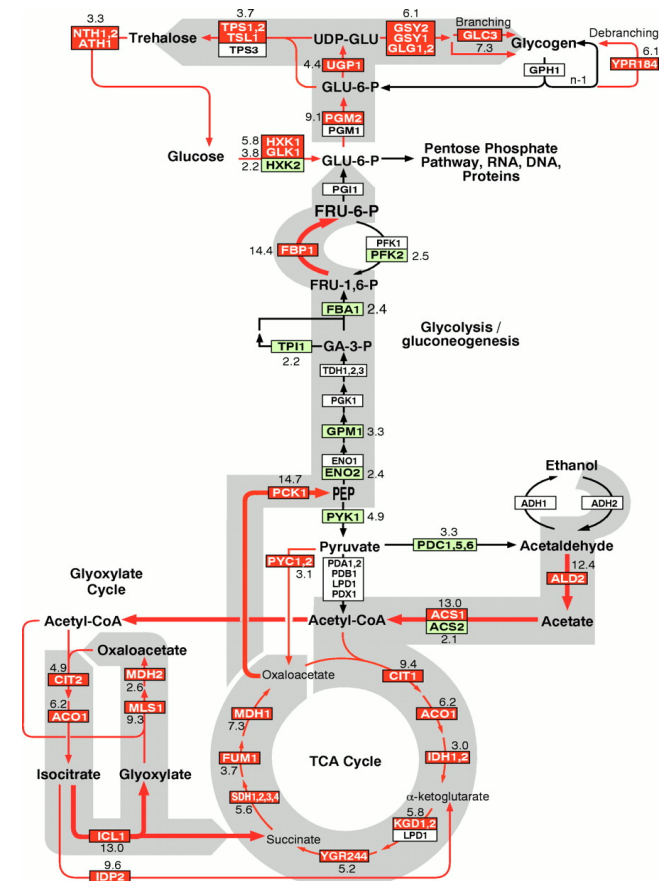 3.3
NTH1,2
ATH1
Trehalose
3.7
TPS1,2
TSL1
TPS3
UDP-GLU
6.1
GSY2
GSY1
GLG1,2
Branching
GLC3
7.3
Glycogen
Debranching
6.1
YPR184
GPH1
n-1
4.4
UGP1
GLU-6-P
9.1
PGM2
PGM1
Glucose
5.8
3.8
2.2
HXK1
GLK1
HXK2
GLU-6-P
Pentose Phosphate
Pathway, RNA, DNA,
Proteins
PGI1
FRU-6-P
14.4
FBP1
PFK1
PFK2
2.5
FRU-1,6-P
FBA1
2.4
TPI1
2.2
GA-3-P
Glycolysis /
gluconeogenesis
TDH1,2,3
PGK1
GPM1
3.3
ENO1
ENO2
2.4
14.7
PCK1
PEP
PYK1
4.9
Ethanol
ADH1
ADH2
Pyruvate
3.3
PDC1,5,6
Acetaldehyde
12.4
ALD2
PYC1,2
3.1
PDA1,2
PDB1
LPD1
PDX1
Glyoxylate
Cycle
Acetyl-CoA
Acetyl-CoA
13.0
ACS1
ACS2
2.1
Acetate
Oxaloacetate
4.9
CIT2
MDH2
2.6
6.2
ACO1
MLS1
9.3
Isocitrate
Glyoxylate
ICL1
13.0
9.6
IDP2
Oxaloacetate
9.4
CIT1
6.2
ACO1
3.0
IDH1,2
α-ketoglutarate
5.8
KGD1,2
LPD1
YGR244
5.2
Succinate
SDH1,2,3,4
5.6
FUM1
3.7
MDH1
7.3
TCA Cycle